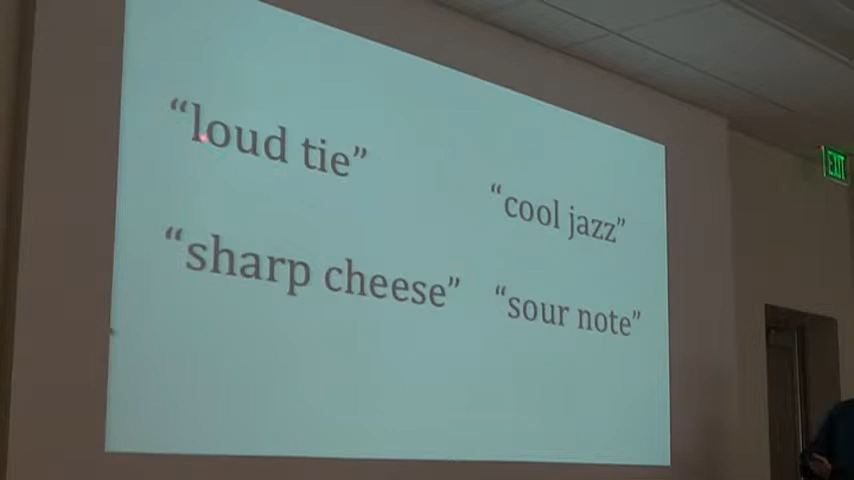 “loud tie”
“cool jazz”
“sharp cheese”
“sour note”
EXIT